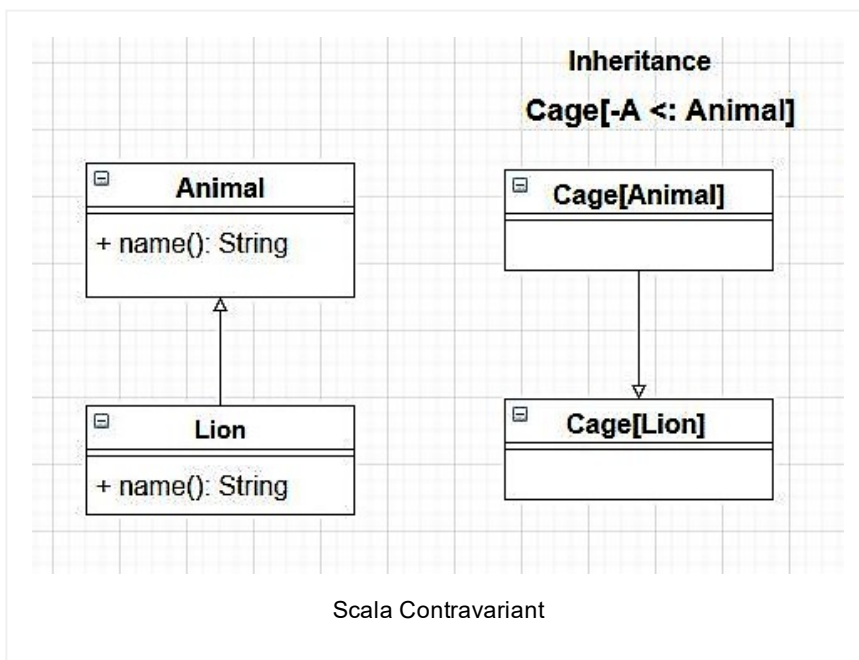 Inheritance
Cage[-A <: Animal]
Animal
+ name(): String
Cage[Animal]
Lion
+ name(): String
Cage[Lion]
Scala Contravariant